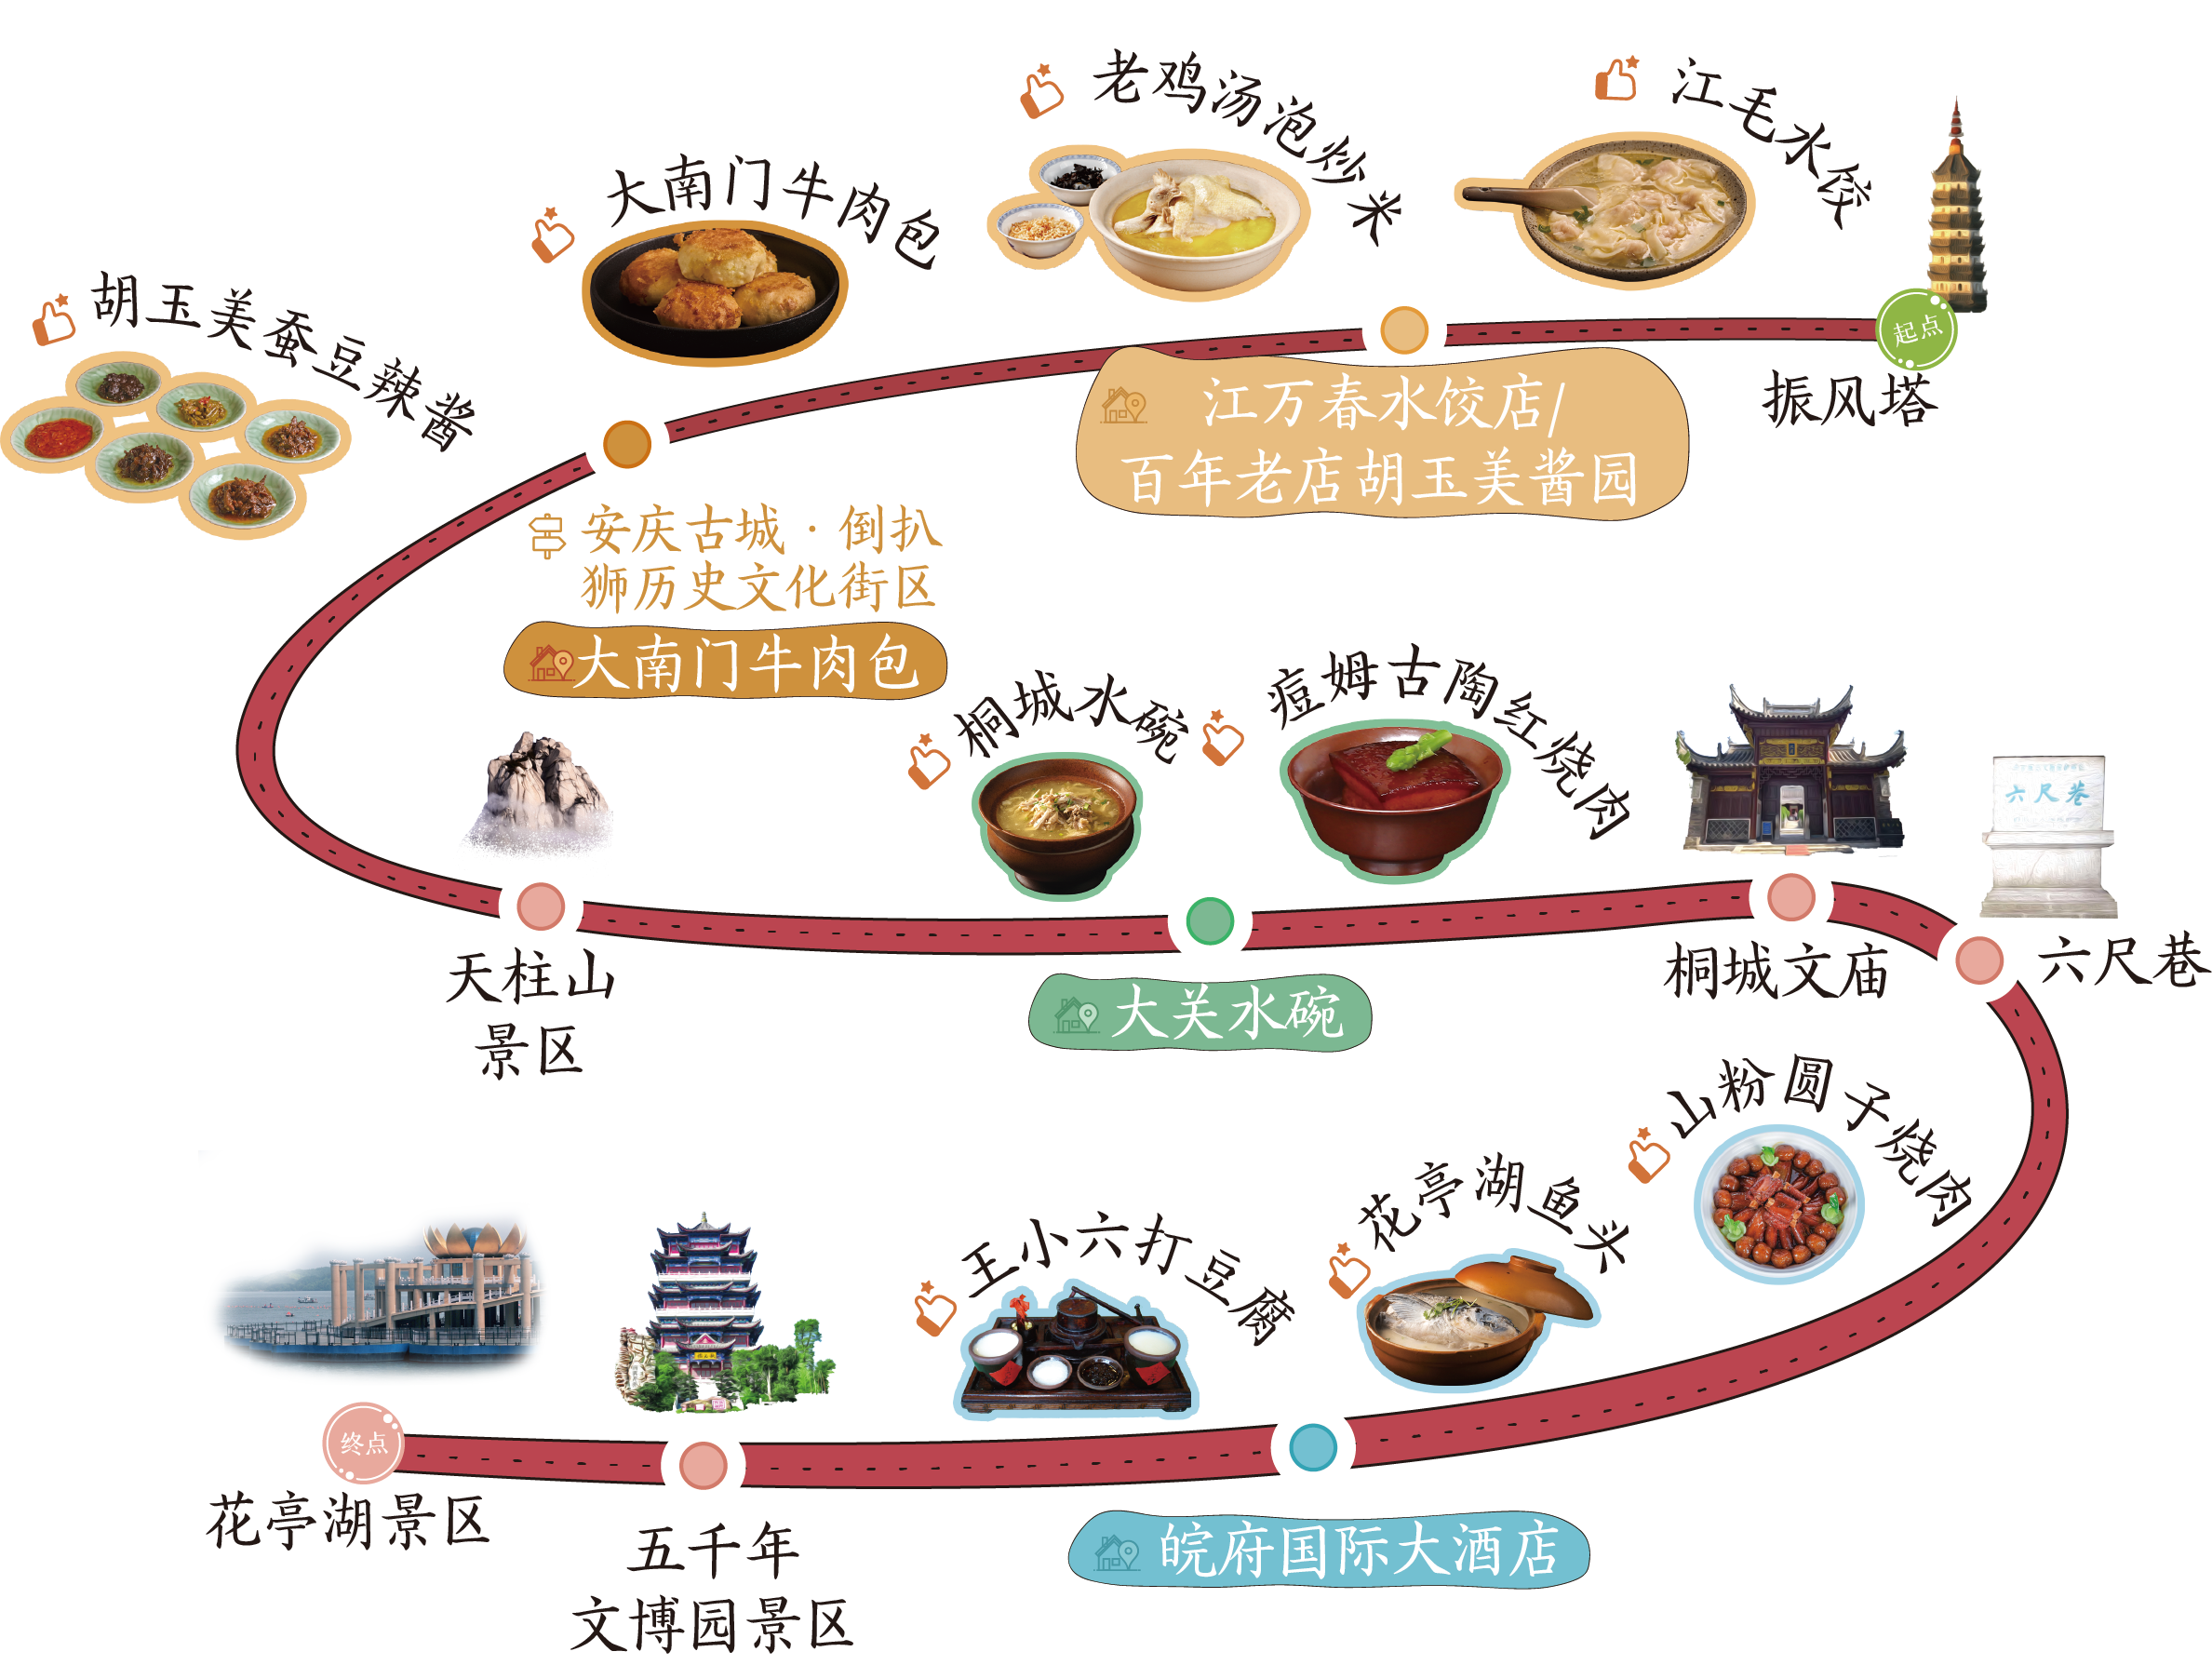 老鸡汤泡炒米
江毛水饺
大南门牛肉包
胡玉美蚕豆辣酱
起点
振风塔
江万春水饺店/
百年老店胡玉美酱园
安庆古城·倒扒
狮历史文化街区
大南门牛肉包
桐城水碗
痘姆古陶红烧肉
六尺巷
天柱山
景区
大关水碗
桐城文庙
六尺巷
山粉圆子烧肉
花亭湖鱼头
王小六打豆腐
终点
花亭湖景区
五千年
文博园景区
皖府国际大酒店